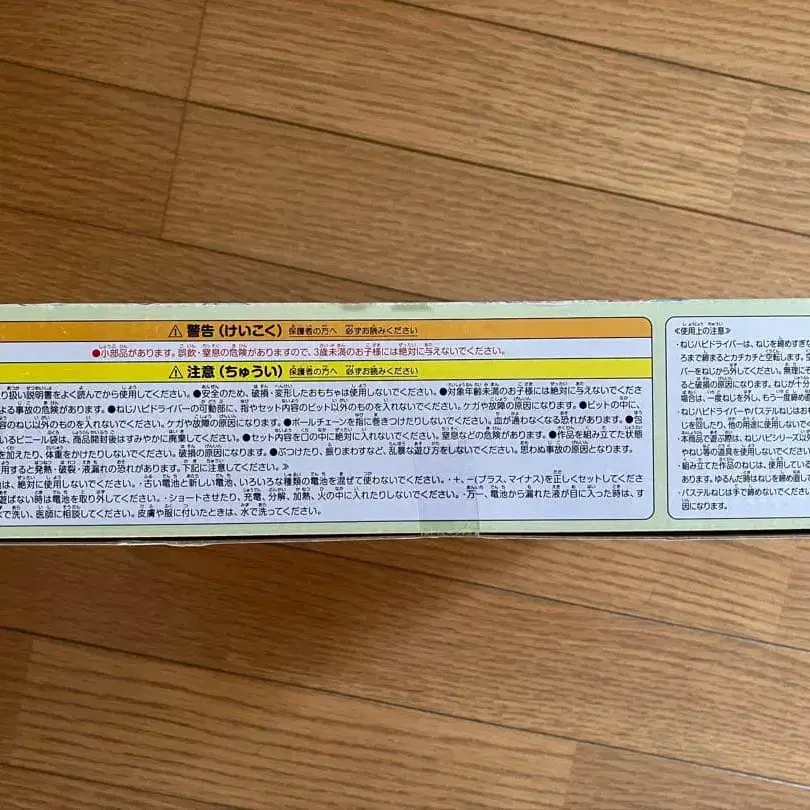 ⚠ 警告(けいこく) 保護者の方へ 必ずお読みください
●小部品があります。誤飲・窒息の危険がありますので、3歳未満のお子様には絶対に与えないでください。
⚠ 注意(ちゅうい) 保護者の方へ 必ずお読みください
り扱い説明書をよく読んでから使用してください。●安全のため、破損・変形したおもちゃは使用しないでください。●対象年齢未満のお子様には絶対に与えないでくださ
よる事故の危険があります。●ねじハピドライバーの可動部に、指やセット内容のビット以外のものを入れないでください。ケガや故障の原因になります。●ビットの中に、
容のねじ以外のものを入れないでください。ケガや故障の原因になります。●ボールチェーンを指に巻きつけたりしないでください。血が通わなくなる恐れがあります。●包
いるビニール袋は、商品開封後はすみやかに廃棄してください。●セット内容を口の中に絶対に入れないでください。窒息などの危険があります。●作品を組み立てた状態
を加えたり、体重をかけたりしないでください。破損の原因になります。●ぶつけたり、振りまわすなど、乱暴な遊び方をしないでください。思わぬ事故の原因となります。
用すると発熱・破裂・液漏れの恐れがあります。下記に注意してください。≫
は、絶対に使用しないでください。・古い電池と新しい電池、いろいろな種類の電池を混ぜて使わないでください。・+、-(プラス、マイナス)を正しくセットしてください
遊ばない時は電池を取り外してください。・ショートさせたり、充電、分解、加熱、火の中に入れたりしないでください。・万一、電池から漏れた液が目に入った時は、す
水で洗い、医師に相談してください。皮膚や服に付いたときは、水で洗ってください。
≪使用上の注意≫
・ねじハピドライバーは、ねじを締めすぎな
ろまで締まるとカチカチと空転します。
バーをねじから外してください。無理にそ
ると破損の原因になります。ねじが十分
場合は、一度ねじを外し、もう一度締め直
・ねじハピドライバーやパステルねじはお
じを回したり、他の用途に使用しないで
・本商品で遊ぶ際は、ねじハピシリーズ以
やねじ等の道具を使用しないでください
・組み立てた作品のねじは、使用している
あります。ゆるんだ時はねじを締め直して
・パステルねじは手で締めないでください
因になります。